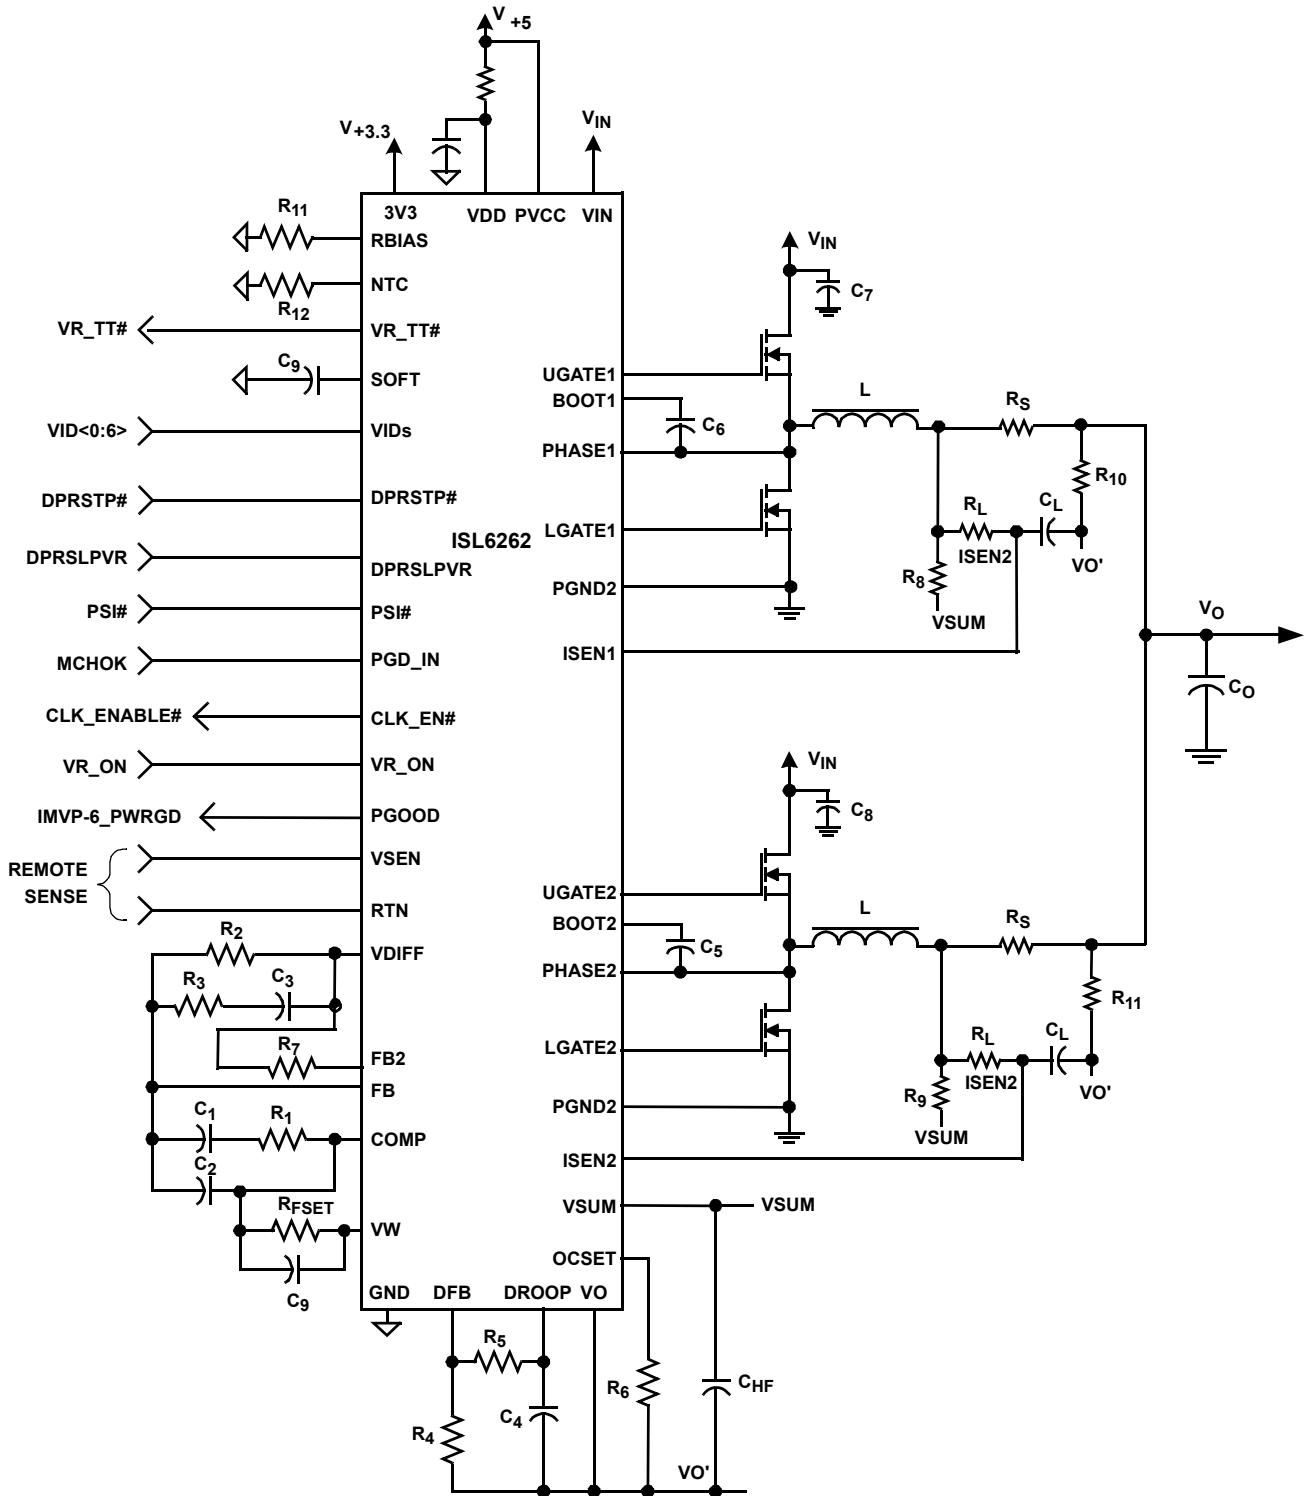 V +5
V+3.3
VIN
3V3
VDD
PVCC
VIN
R11
RBIAS
NTC
R12
VR_TT#
VR_TT#
C9
SOFT
VID<0:6>
VIDs
DPRSTP#
DPRSTP#
ISL6262
DPRSLPVR
DPRSLPVR
PSI#
PSI#
MCHOK
PGD_IN
CLK_ENABLE#
CLK_EN#
VR_ON
VR_ON
IMVP-6_PWRGD
PGOOD
REMOTE
SENSE
VSEN
RTN
R2
VDIFF
R3
C3
R7
FB2
FB
C1
R1
COMP
C2
RFSET
VW
C9
GND
DFB
DROOP
VO
R5
R4
C4
R6
CHF
VO'
VIN
C7
UGATE1
BOOT1
C6
PHASE1
L
RS
R10
LGATE1
RL
CL
ISEN2
VO'
R8
VSUM
PGND2
ISEN1
VO
CO
VIN
C8
UGATE2
BOOT2
C5
PHASE2
L
RS
R11
LGATE2
RL
CL
ISEN2
VO'
R9
VSUM
PGND2
ISEN2
VSUM
VSUM
OCSET